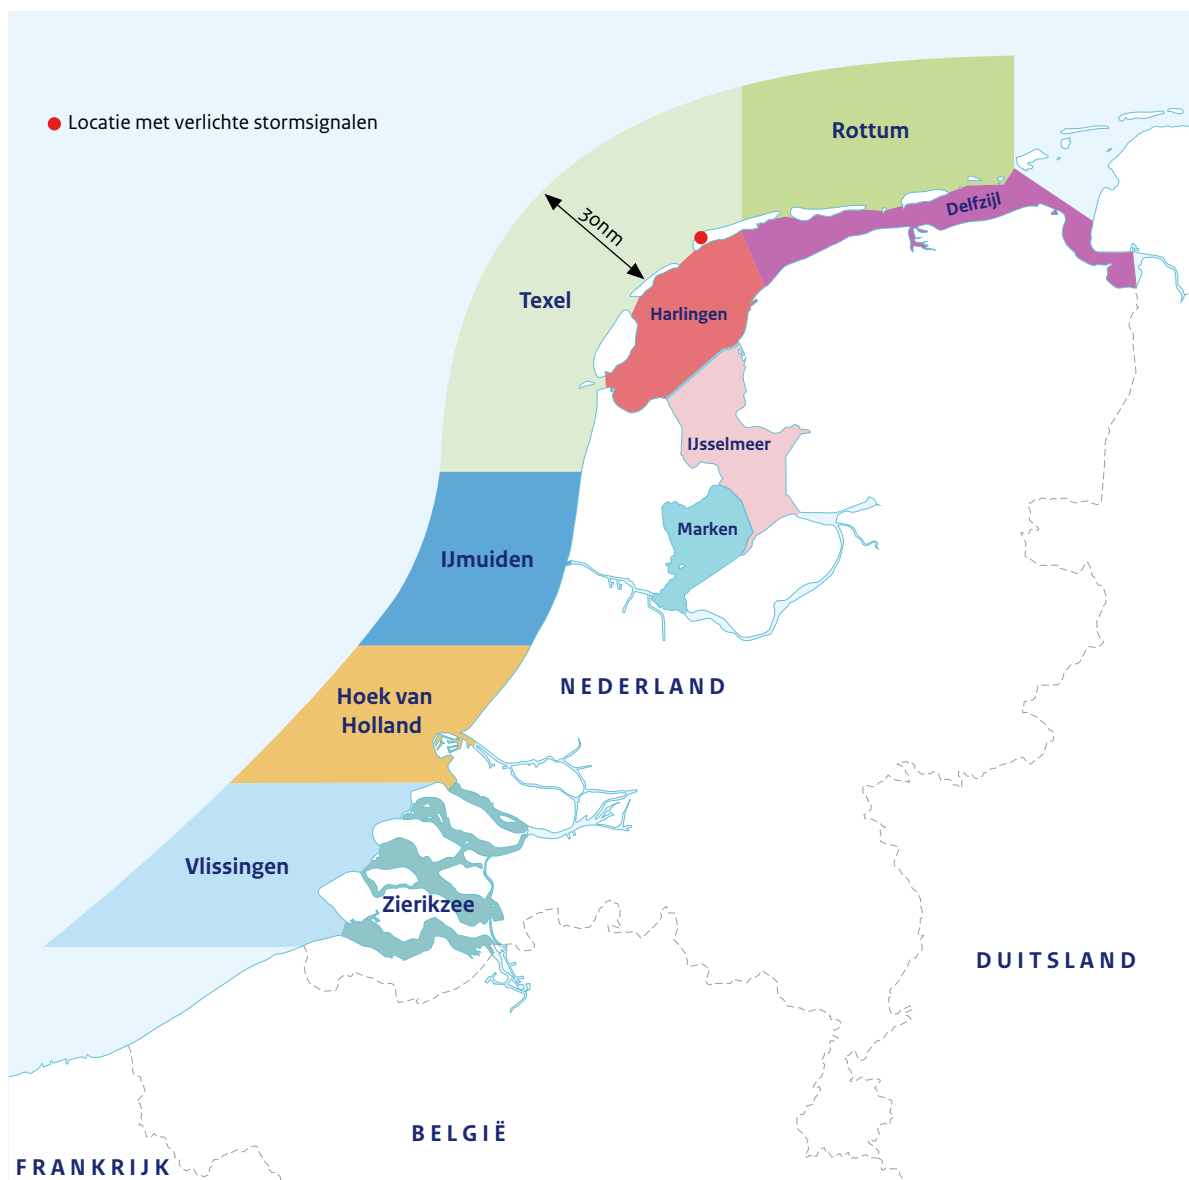 Locatie met verlichte stormsignalen
Rottum
Delfzijl
30nm
Texel
Harlingen
IJsselmeer
Marken
IJmuiden
NEDERLAND
Hoek van
Holland
Vlissingen
Zierikzee
DUITSLAND
BELGIË
FRANKRIJK